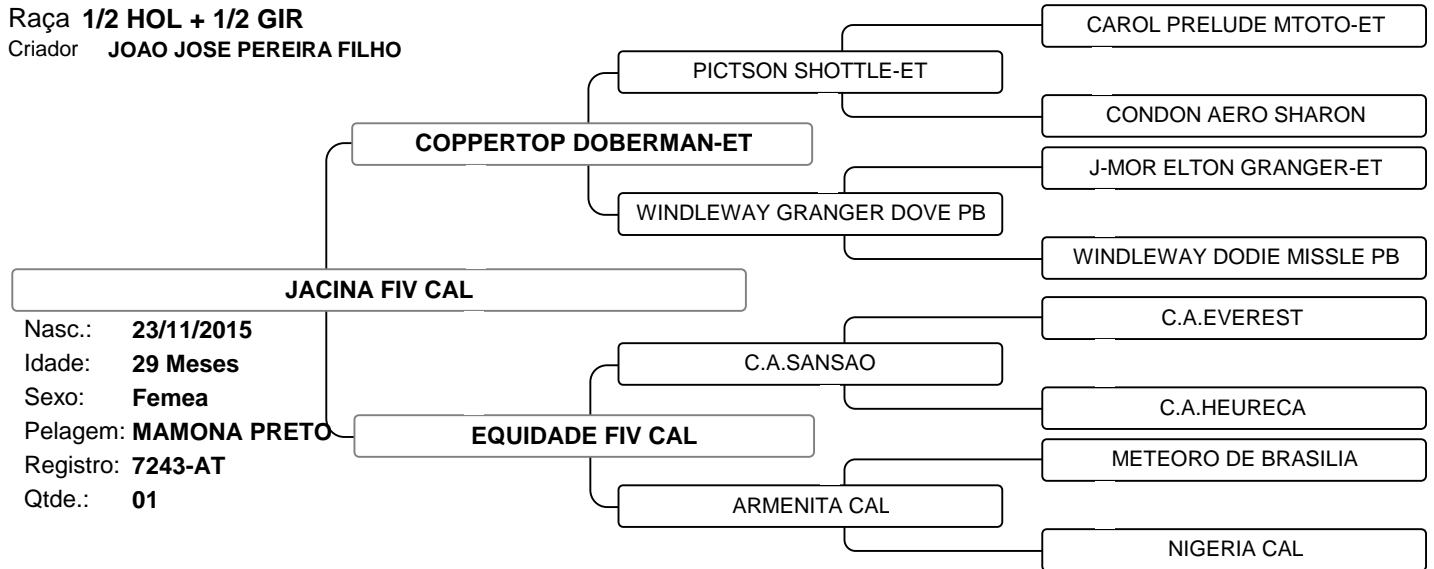 Raça 1/2 HOL + 1/2 GIR
Criador JOAO JOSE PEREIRA FILHO
CAROL PRELUDE MTOTO-ET
PICTSON SHOTTLE-ET
CONDON AERO SHARON
COPPERTOP DOBERMAN-ET
J-MOR ELTON GRANGER-ET
WINDLEWAY GRANGER DOVE PB
WINDLEWAY DODIE MISSLE PB
JACINA FIV CAL
Nasc.: 23/11/2015
Idade: 29 Meses
Sexo: Femea
Pelagem: MAMONA PRETO
Registro: 7243-AT
Qtde.: 01
C.A.EVEREST
C.A.SANSAO
C.A.HEURECA
EQUIDADE FIV CAL
METEORO DE BRASILIA
ARMENITA CAL
NIGERIA CAL